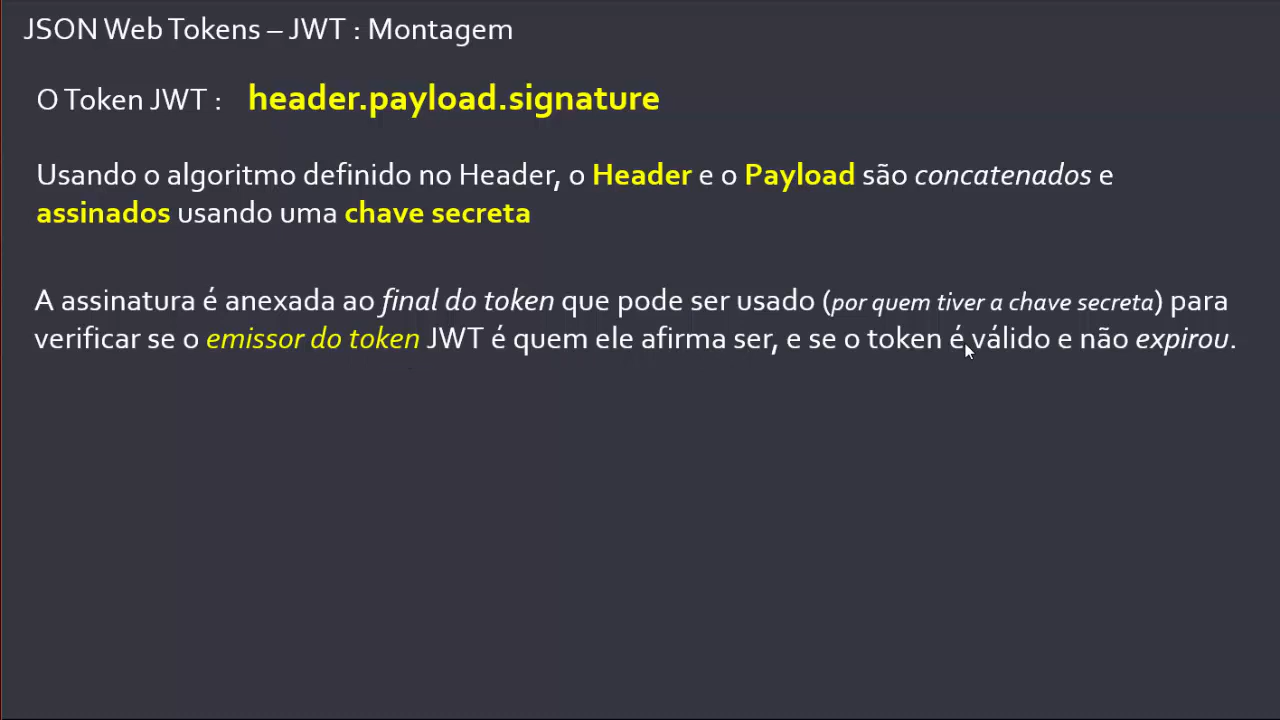 JSON Web Tokens – JWT : Montagem
O Token JWT : header.payload.signature
Usando o algoritmo definido no Header, o Header e o Payload são concatenados e
assinados usando uma chave secreta
A assinatura é anexada ao final do token que pode ser usado (por quem tiver a chave secreta) para
verificar se o emissor do token JWT é quem ele afirma ser, e se o token é válido e não expirou.